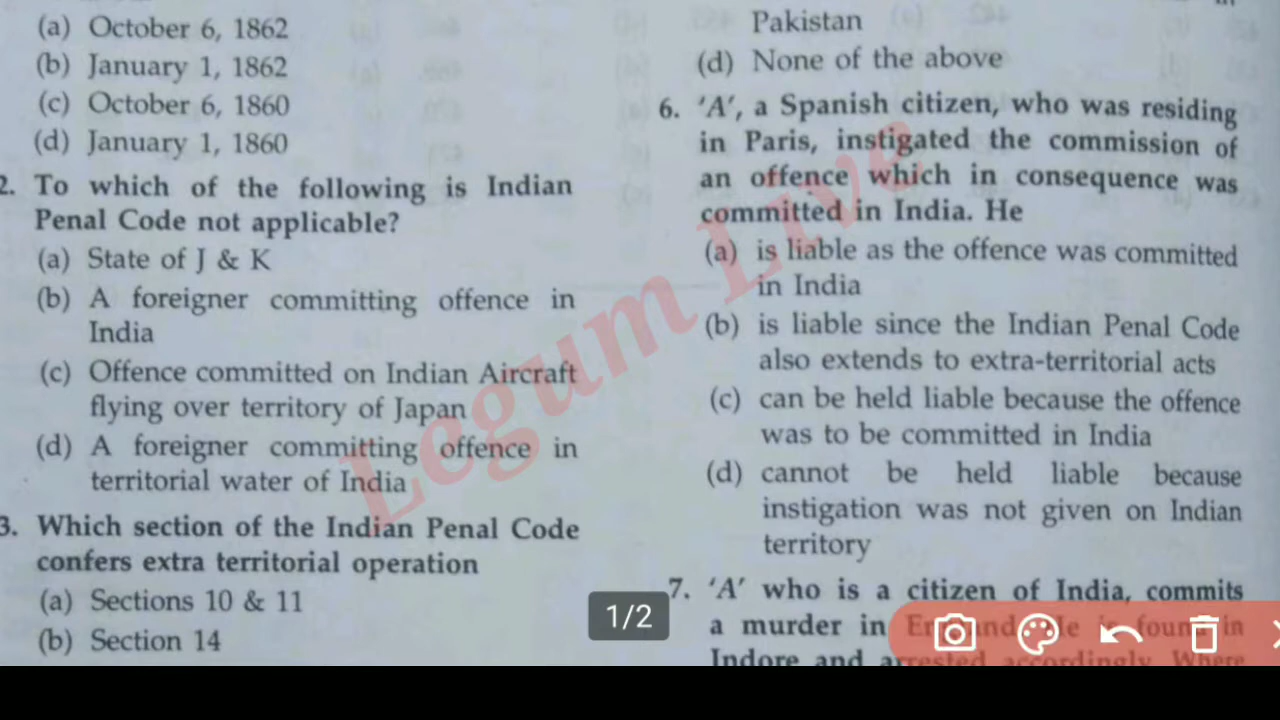 (a) October 6, 1862
(b) January 1, 1862
(c) October 6, 1860
(d) January 1, 1860
2. To which of the following is Indian
Penal Code not applicable?
(a) State of J & K
(b) A foreigner committing offence in
India
(c) Offence committed on Indian Aircraft
flying over territory of Japan
(d) A foreigner committing offence in
territorial water of India
3. Which section of the Indian Penal Code
confers extra territorial operation
(a) Sections 10 & 11
(b) Section 14
Pakistan
(d) None of the above
6. 'A', a Spanish citizen, who was residing
in Paris, instigated the commission of
an offence which in consequence was
committed in India. He
(a) is liable as the offence was committed
in India
(b) is liable since the Indian Penal Code
also extends to extra-territorial acts
(c) can be held liable because the offence
was to be committed in India
(d) cannot be held liable because
instigation was not given on Indian
territory
7. 'A' who is a citizen of India, commits
a murder in England. He is found in
Indore and arrested accordingly. Where
Legum Live
1/2